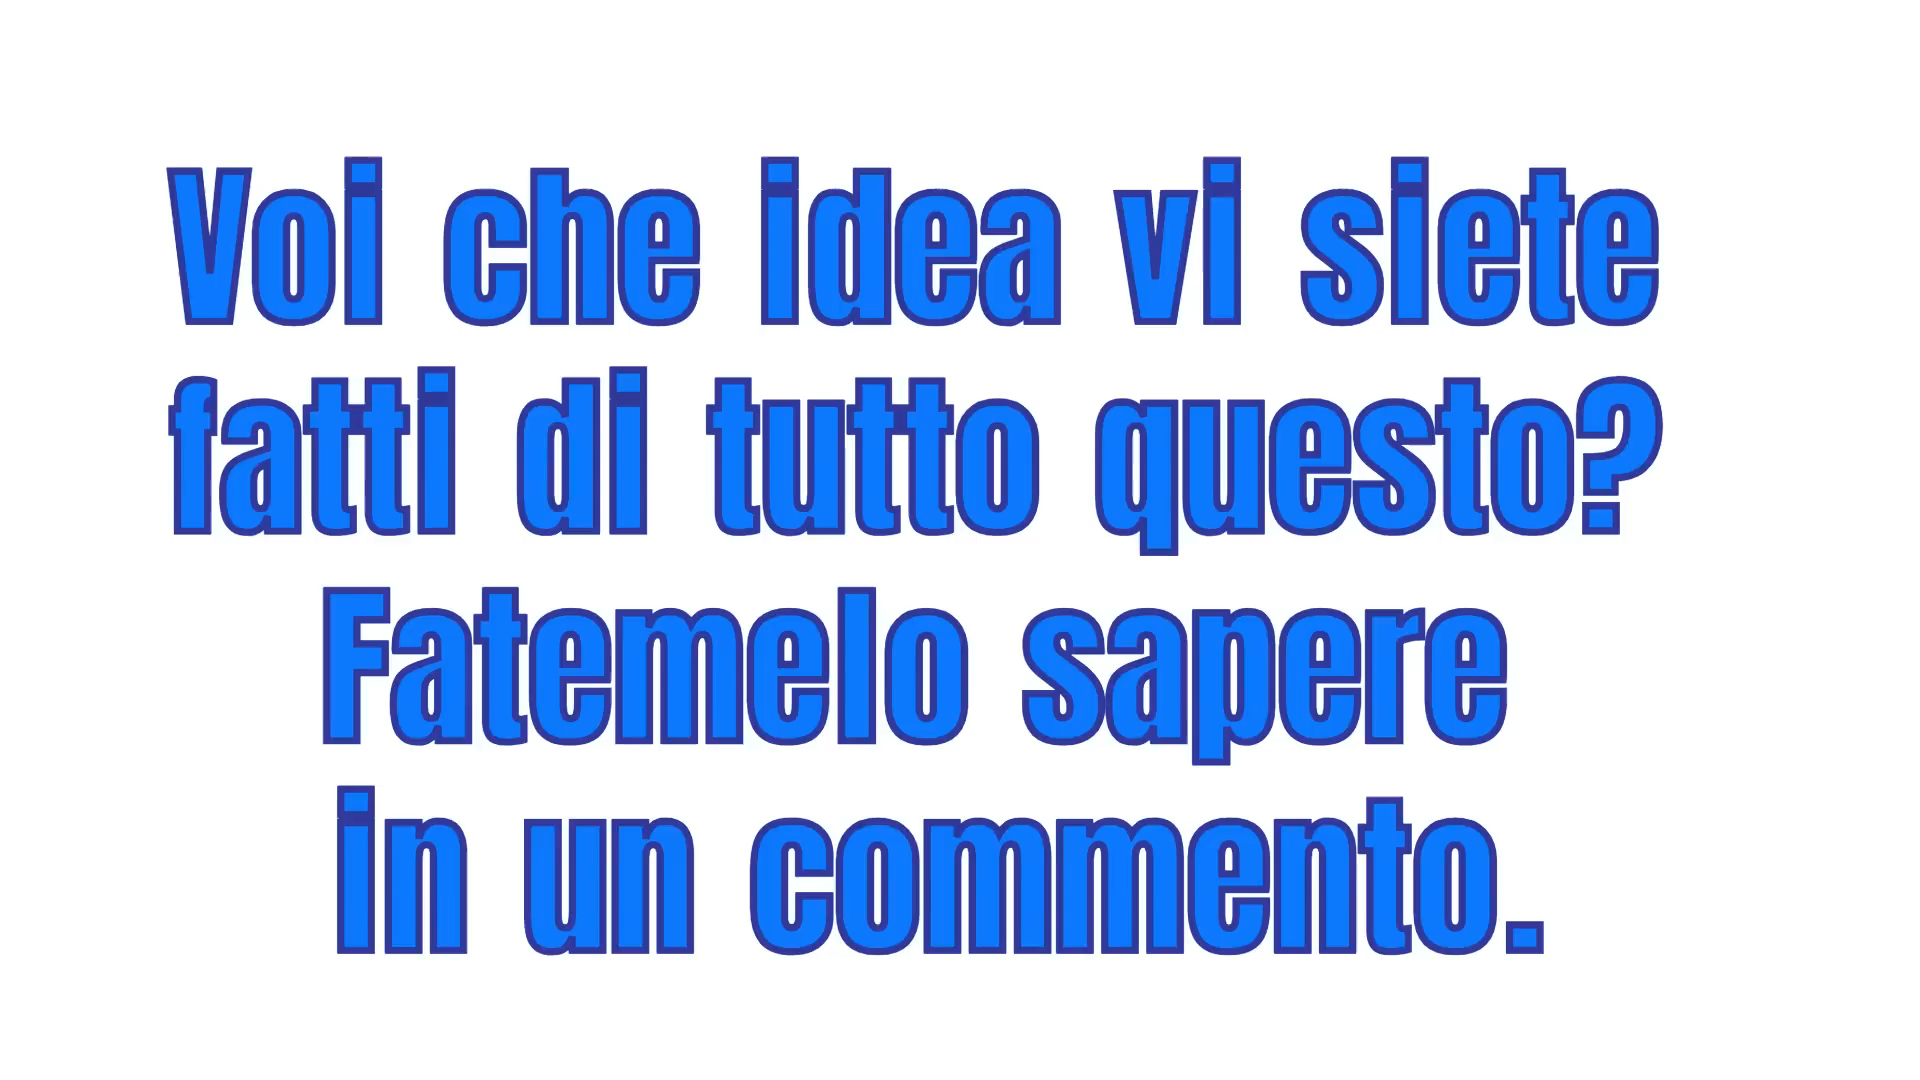 Voi che idea vi siete
fatti di tutto questo?
Fatemelo sapere
in un commento.